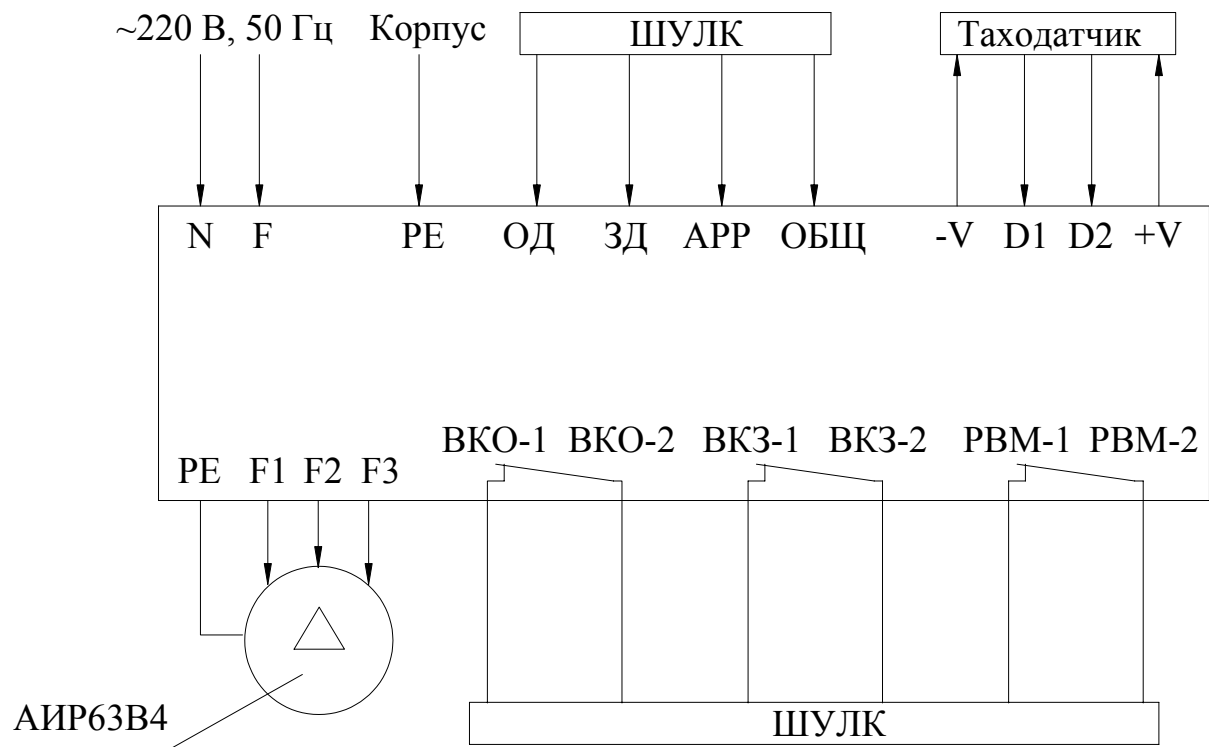 ~220 В, 50 Гц Корпус ШУЛК Таходатчик
N F PE ОД ЗД АРР ОБЩ -V D1 D2 +V
ВКО-1 ВКО-2 ВКЗ-1 ВКЗ-2 РВМ-1 РВМ-2
PE F1 F2 F3
АИР63В4
ШУЛК